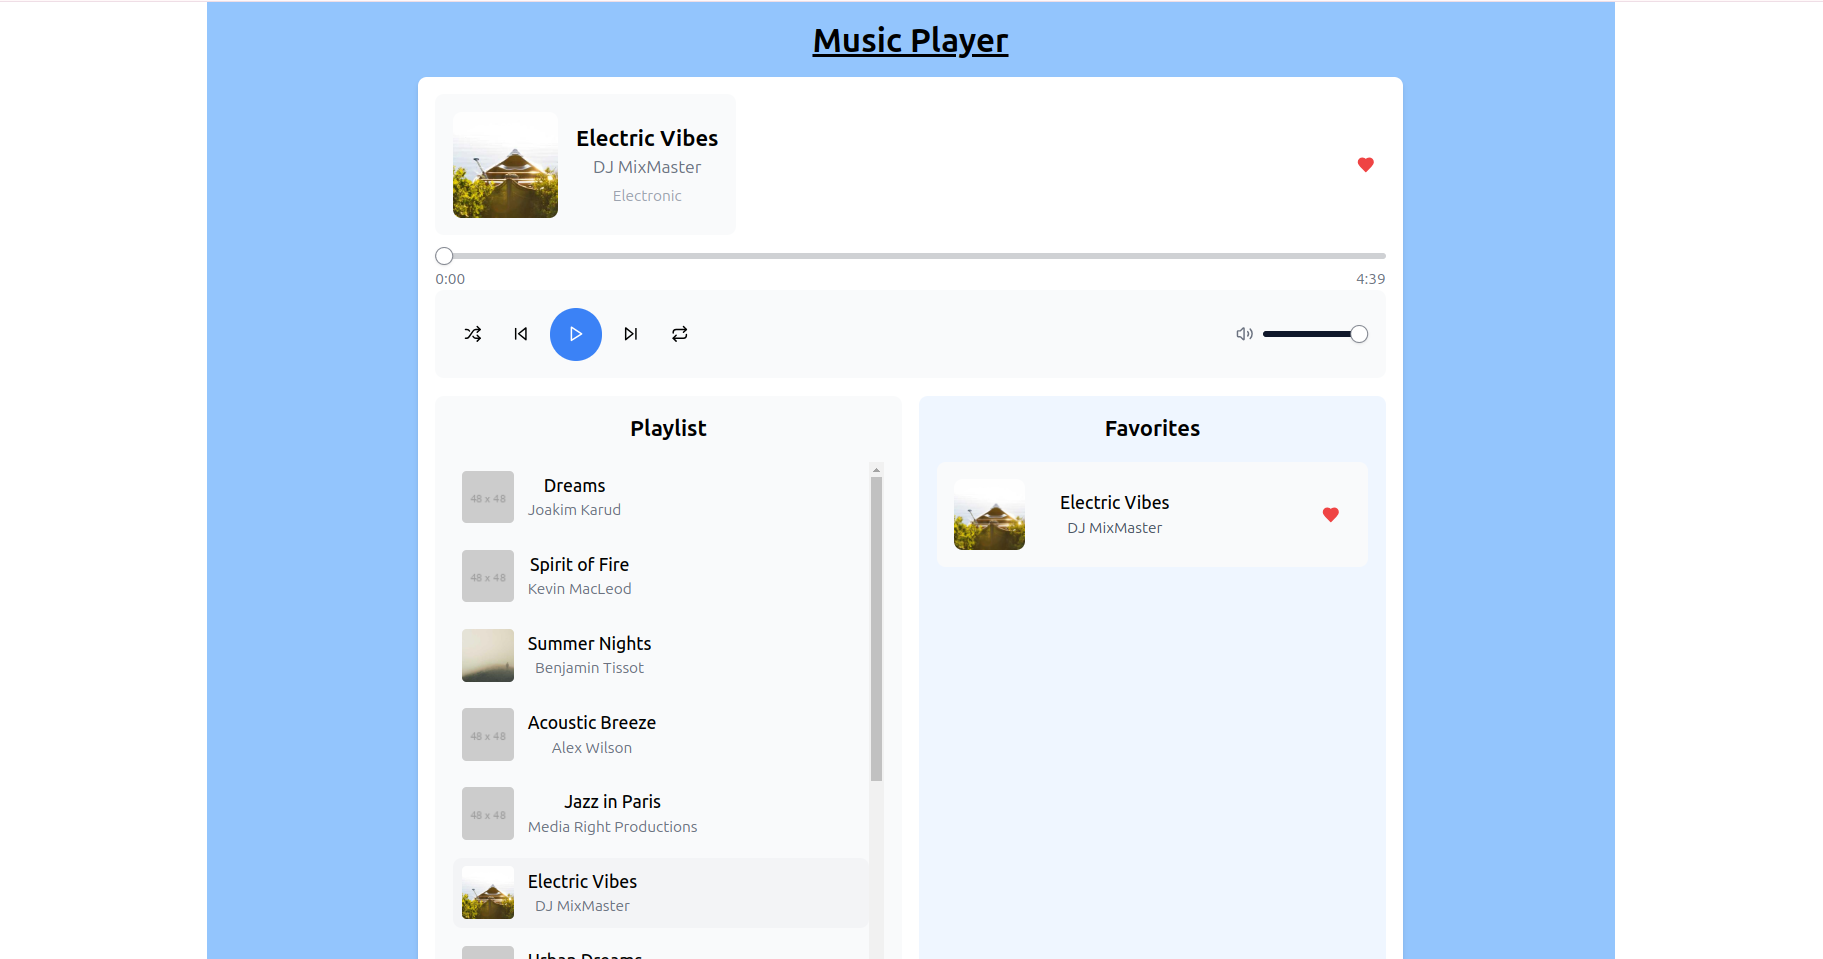 Music Player
Electric Vibes
DJ MixMaster
Electronic
0:00
4:39
Playlist
48 x 48
Dreams
Joakim Karud
48 x 48
Spirit of Fire
Kevin MacLeod
Summer Nights
Benjamin Tissot
48 x 48
Acoustic Breeze
Alex Wilson
48 x 48
Jazz in Paris
Media Right Productions
Electric Vibes
DJ MixMaster
Urban Dreams
Favorites
Electric Vibes
DJ MixMaster